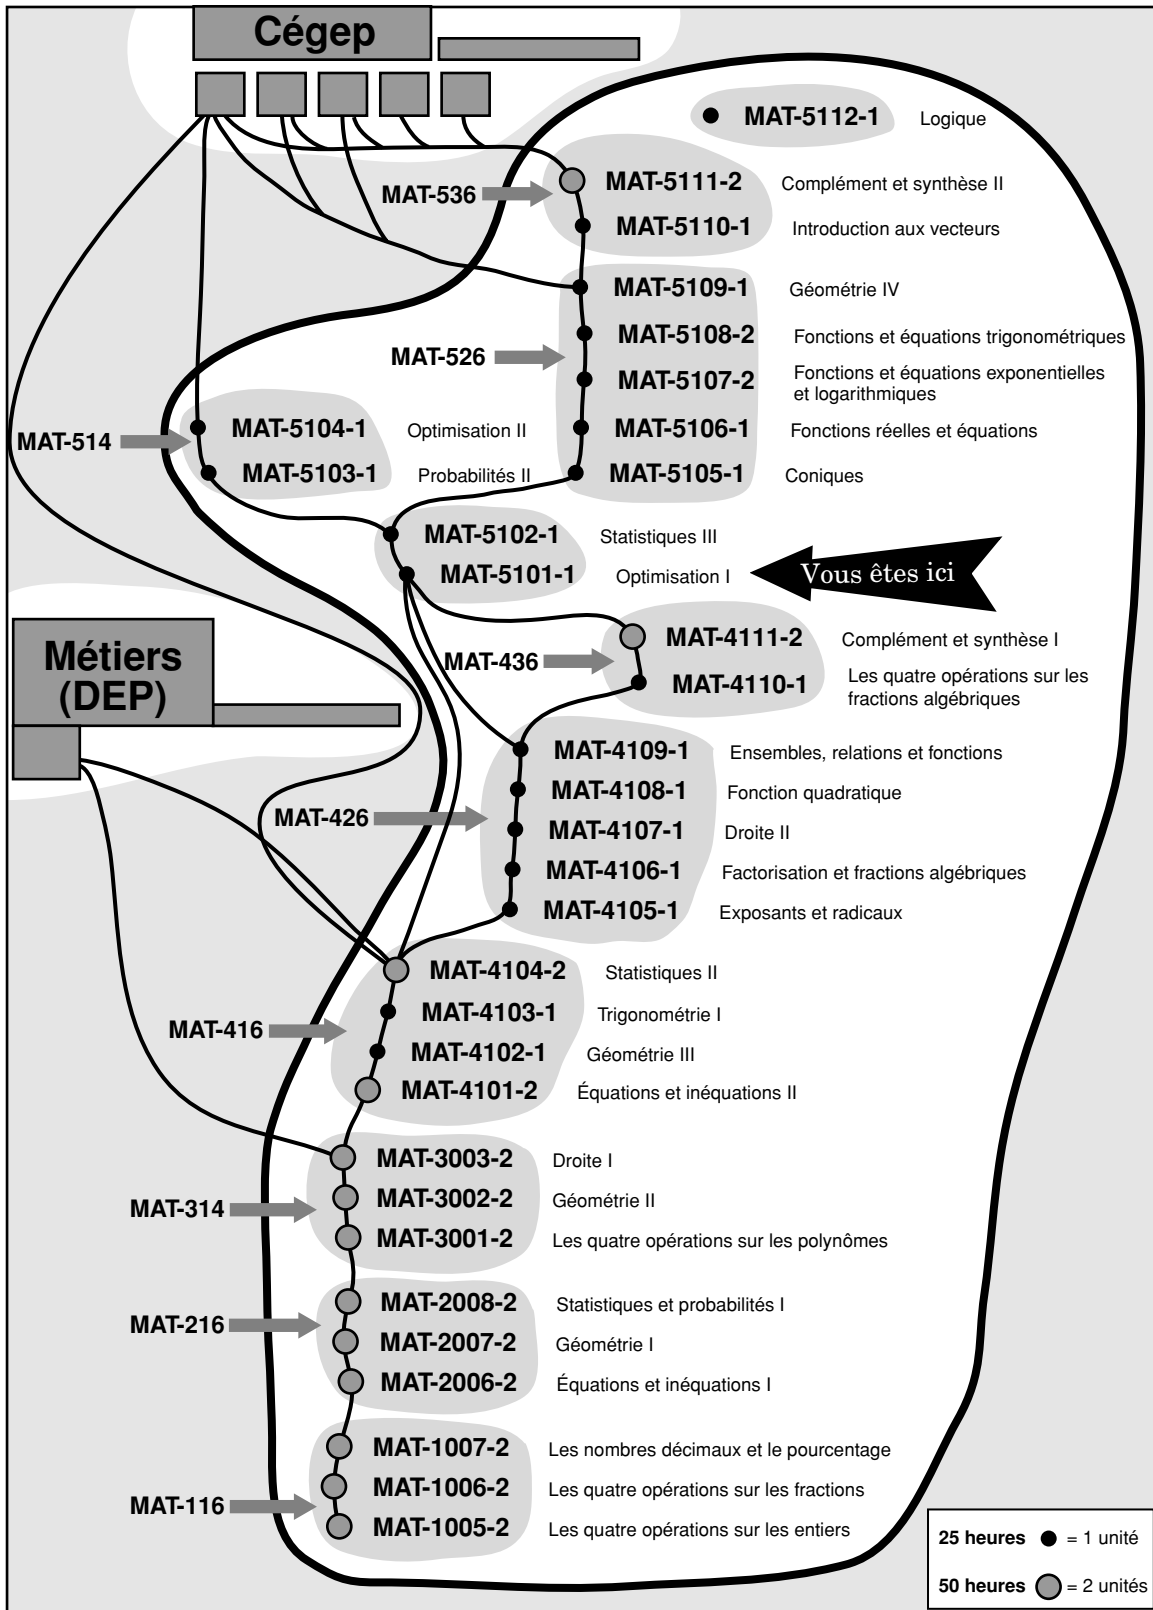 Cégep
MAT-5112-1 Logique
MAT-536
MAT-5111-2 Complément et synthèse II
MAT-5110-1 Introduction aux vecteurs
MAT-526
MAT-5109-1 Géométrie IV
MAT-5108-2 Fonctions et équations trigonométriques
MAT-5107-2 Fonctions et équations exponentielles
et logarithmiques
MAT-5106-1 Fonctions réelles et équations
MAT-5105-1 Coniques
MAT-514
MAT-5104-1 Optimisation II
MAT-5103-1 Probabilités II
MAT-5102-1 Statistiques III
MAT-5101-1 Optimisation I
Vous êtes ici
Métiers
(DEP)
MAT-436
MAT-4111-2 Complément et synthèse I
MAT-4110-1 Les quatre opérations sur les
fractions algébriques
MAT-426
MAT-4109-1 Ensembles, relations et fonctions
MAT-4108-1 Fonction quadratique
MAT-4107-1 Droite II
MAT-4106-1 Factorisation et fractions algébriques
MAT-4105-1 Exposants et radicaux
MAT-416
MAT-4104-2 Statistiques II
MAT-4103-1 Trigonométrie I
MAT-4102-1 Géométrie III
MAT-4101-2 Équations et inéquations II
MAT-314
MAT-3003-2 Droite I
MAT-3002-2 Géométrie II
MAT-3001-2 Les quatre opérations sur les polynômes
MAT-216
MAT-2008-2 Statistiques et probabilités I
MAT-2007-2 Géométrie I
MAT-2006-2 Équations et inéquations I
MAT-116
MAT-1007-2 Les nombres décimaux et le pourcentage
MAT-1006-2 Les quatre opérations sur les fractions
MAT-1005-2 Les quatre opérations sur les entiers
25 heures = 1 unité
50 heures = 2 unités